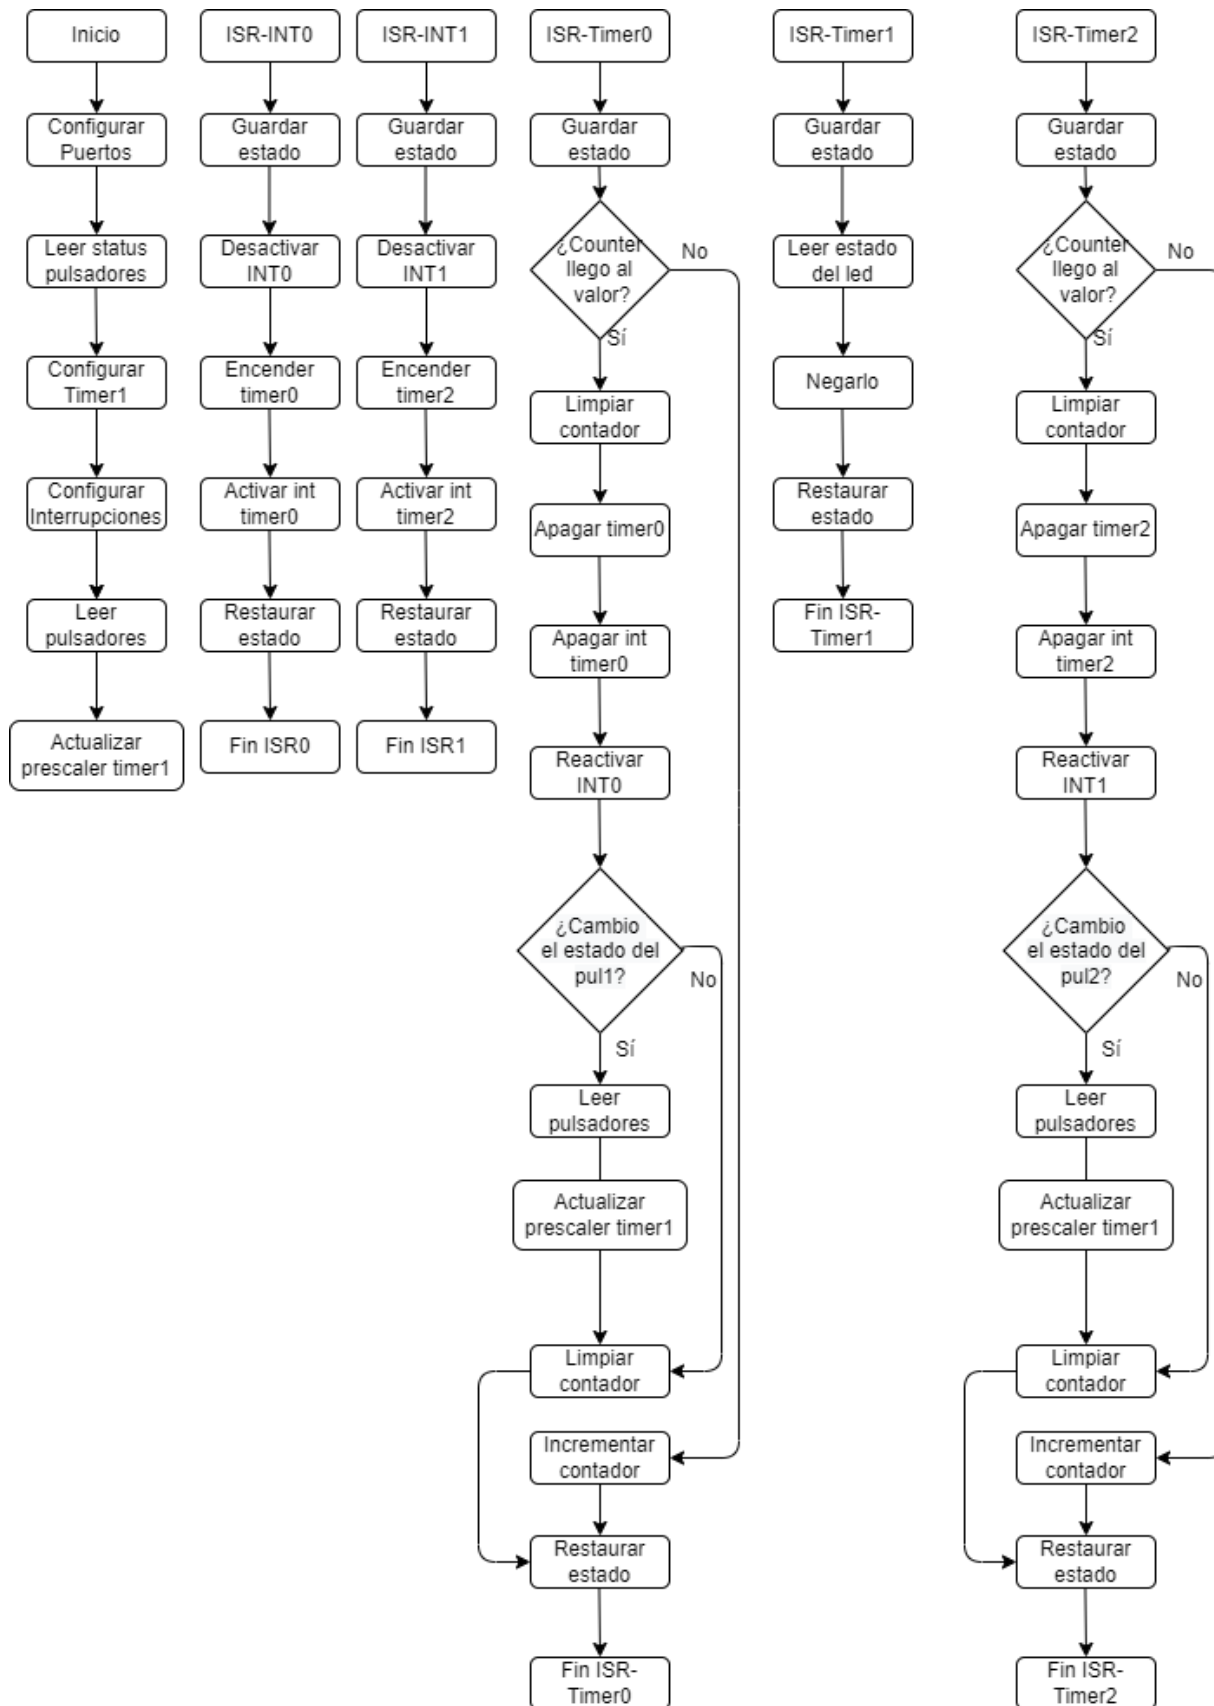 Inicio
Configurar
Puertos
Leer status
pulsadores
Configurar
Timer1
Configurar
Interrupciones
Leer
pulsadores
Actualizar
prescaler timer1
ISR-INT0
Guardar
estado
Desactivar
INT0
Encender
timer0
Activar int
timer0
Restaurar
estado
Fin ISR0
ISR-INT1
Guardar
estado
Desactivar
INT1
Encender
timer2
Activar int
timer2
Restaurar
estado
Fin ISR1
ISR-Timer0
Guardar
estado
¿Counter
llego al
valor?
No
Sí
Limpiar
contador
Apagar timer0
Apagar int
timer0
Reactivar
INT0
¿Cambio
el estado del
pul1?
No
Sí
Leer
pulsadores
Actualizar
prescaler timer1
Limpiar
contador
Incrementar
contador
Restaurar
estado
Fin ISR-
Timer0
ISR-Timer1
Guardar
estado
Leer estado
del led
Negarlo
Restaurar
estado
Fin ISR-
Timer1
ISR-Timer2
Guardar
estado
¿Counter
llego al
valor?
No
Sí
Limpiar
contador
Apagar timer2
Apagar int
timer2
Reactivar
INT1
¿Cambio
el estado del
pul2?
No
Sí
Leer
pulsadores
Actualizar
prescaler timer1
Limpiar
contador
Incrementar
contador
Restaurar
estado
Fin ISR-
Timer2